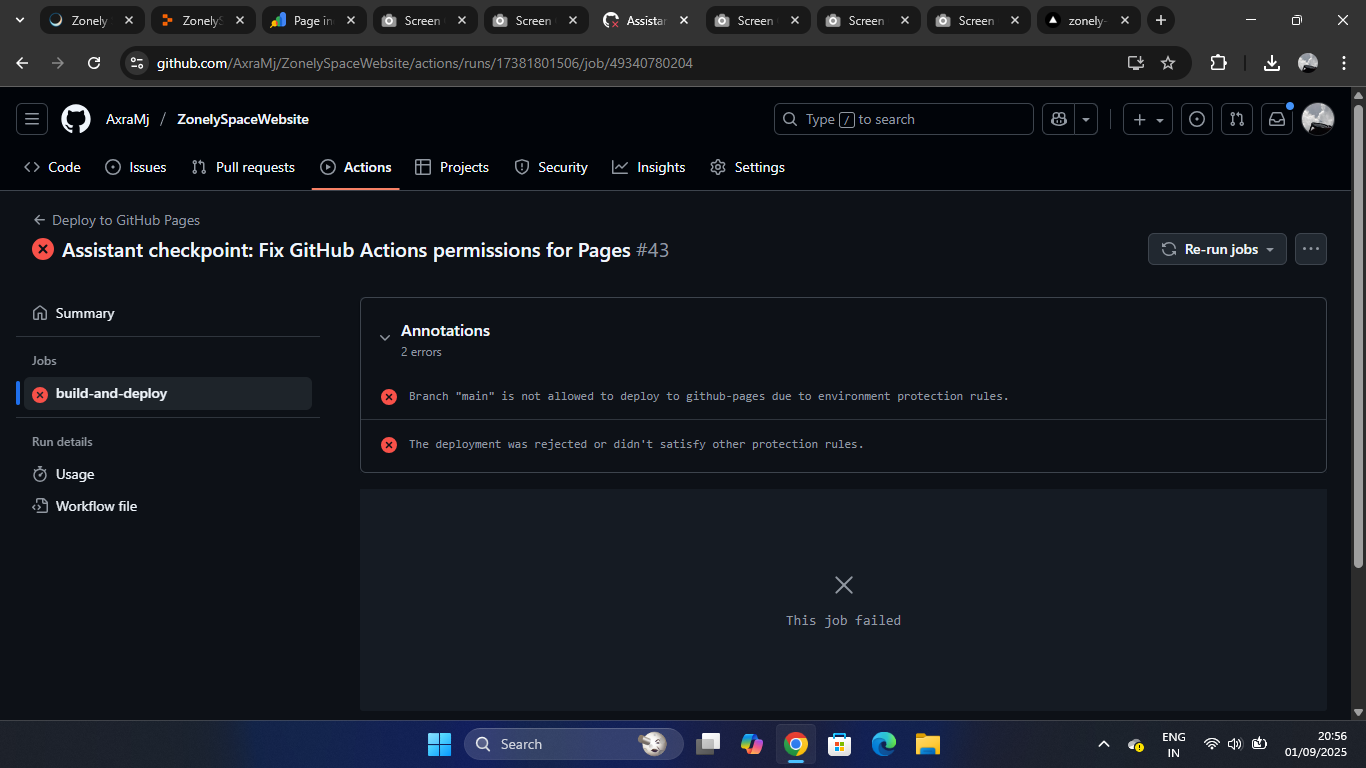 Zonely
ZonelyS
Page in
Screen
Screen
Assistar
Screen
Screen
Screen
zonely-
github.com/AxraMj/ZonelySpaceWebsite/actions/runs/17381801506/job/49340780204
AxraMj / ZonelySpaceWebsite
Type / to search
Code
Issues
Pull requests
Actions
Projects
Security
Insights
Settings
← Deploy to GitHub Pages
Assistant checkpoint: Fix GitHub Actions permissions for Pages #43
Re-run jobs
Summary
Jobs
build-and-deploy
Run details
Usage
Workflow file
Annotations
2 errors
Branch "main" is not allowed to deploy to github-pages due to environment protection rules.
The deployment was rejected or didn't satisfy other protection rules.
This job failed
Search
ENG
IN
20:56
01/09/2025